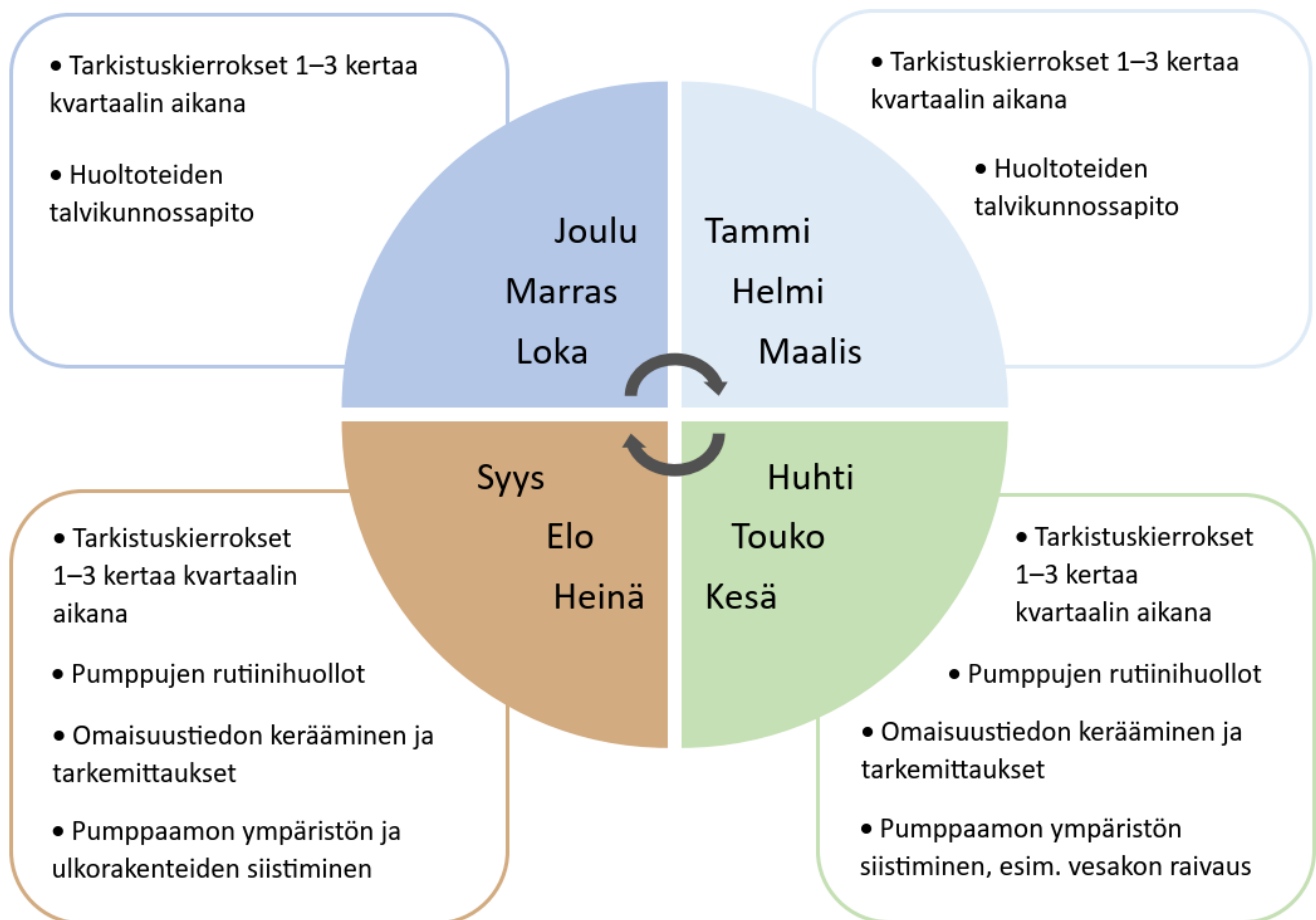 • Tarkistuskierrokset 1–3 kertaa
kvartaalin aikana
• Huoltoteiden
talvikunnossapito
• Tarkistuskierrokset 1–3 kertaa
kvartaalin aikana
• Huoltoteiden
talvikunnossapito
Joulu
Marras
Loka
Tammi
Helmi
Maalis
Syys
Elo
Heinä
Huhti
Touko
Kesä
• Tarkistuskierrokset
1–3 kertaa kvartaalin
aikana
• Pumppujen rutiinihuollot
• Omaisuustiedon kerääminen ja
tarkemittaukset
• Pumppaamon ympäristön ja
ulkorakenteiden siistiminen
• Tarkistuskierrokset
1–3 kertaa
kvartaalin aikana
• Pumppujen rutiinihuollot
• Omaisuustiedon kerääminen ja
tarkemittaukset
• Pumppaamon ympäristön
siistiminen, esim. vesakon raivaus